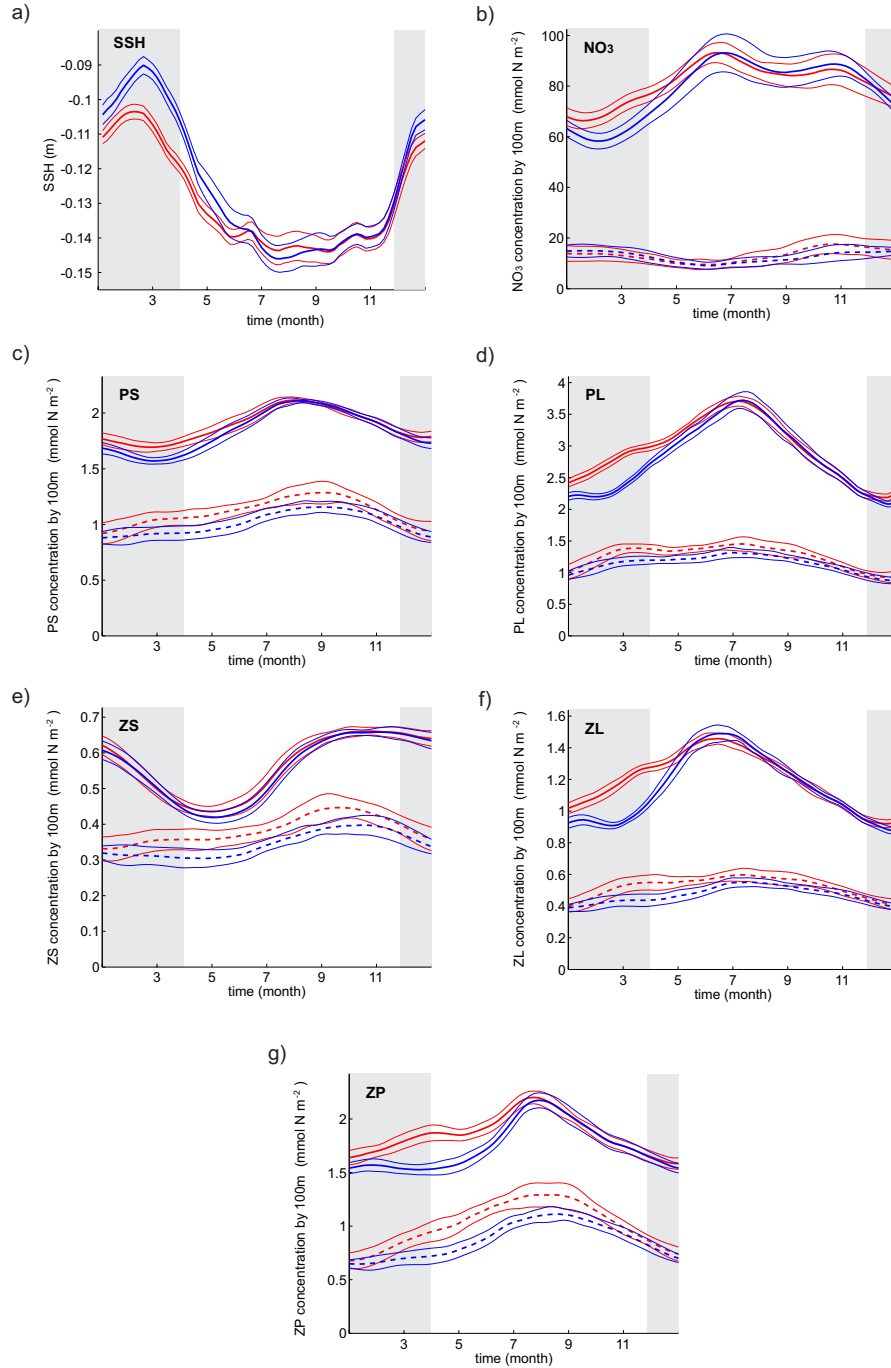 a)
SSH
-0.09
-0.1
-0.11
-0.12
-0.13
-0.14
-0.15
SSH (m)
3 5 7 9 11
time (month)
b)
NO3
100
80
60
40
20
0
NO3 concentration by 100m (mmol N m-2)
3 5 7 9 11
time (month)
c)
PS
2
1.5
1
0.5
0
PS concentration by 100m (mmol N m-2)
3 5 7 9 11
time (month)
d)
PL
4
3.5
3
2.5
2
1.5
1
0.5
0
PL concentration by 100m (mmol N m-2)
3 5 7 9 11
time (month)
e)
ZS
0.7
0.6
0.5
0.4
0.3
0.2
0.1
0
ZS concentration by 100m (mmol N m-2)
3 5 7 9 11
time (month)
f)
ZL
1.6
1.4
1.2
1
0.8
0.6
0.4
0.2
0
ZL concentration by 100m (mmol N m-2)
3 5 7 9 11
time (month)
g)
ZP
2
1.5
1
0.5
0
ZP concentration by 100m (mmol N m-2)
3 5 7 9 11
time (month)